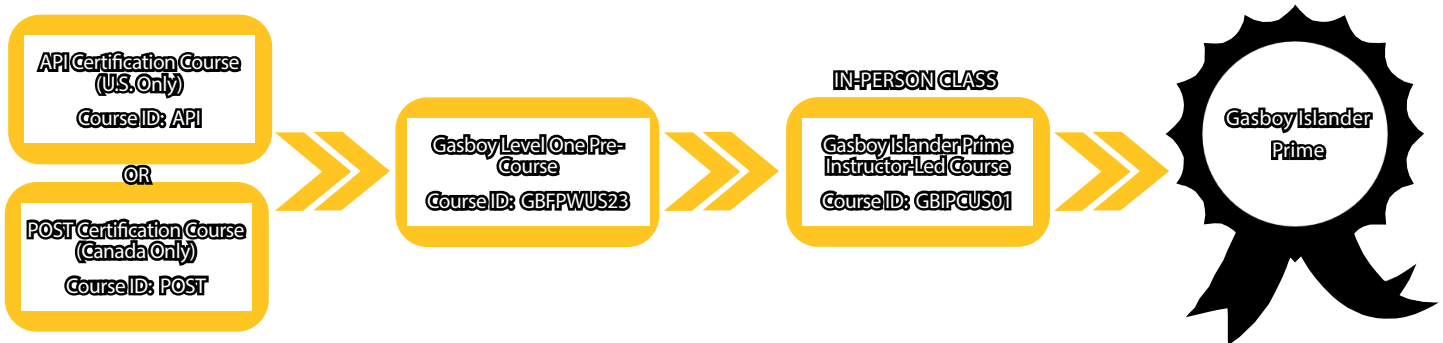 API Certification Course
(U.S. Only)
Course ID: API
OR
POST Certification Course
(Canada Only)
Course ID: POST
Gasboy Level One Pre-
Course
Course ID: GBFPWUS23
IN-PERSON CLASS
Gasboy Islander Prime
Instructor-Led Course
Course ID: GBIPCUS01
Gasboy Islander
Prime